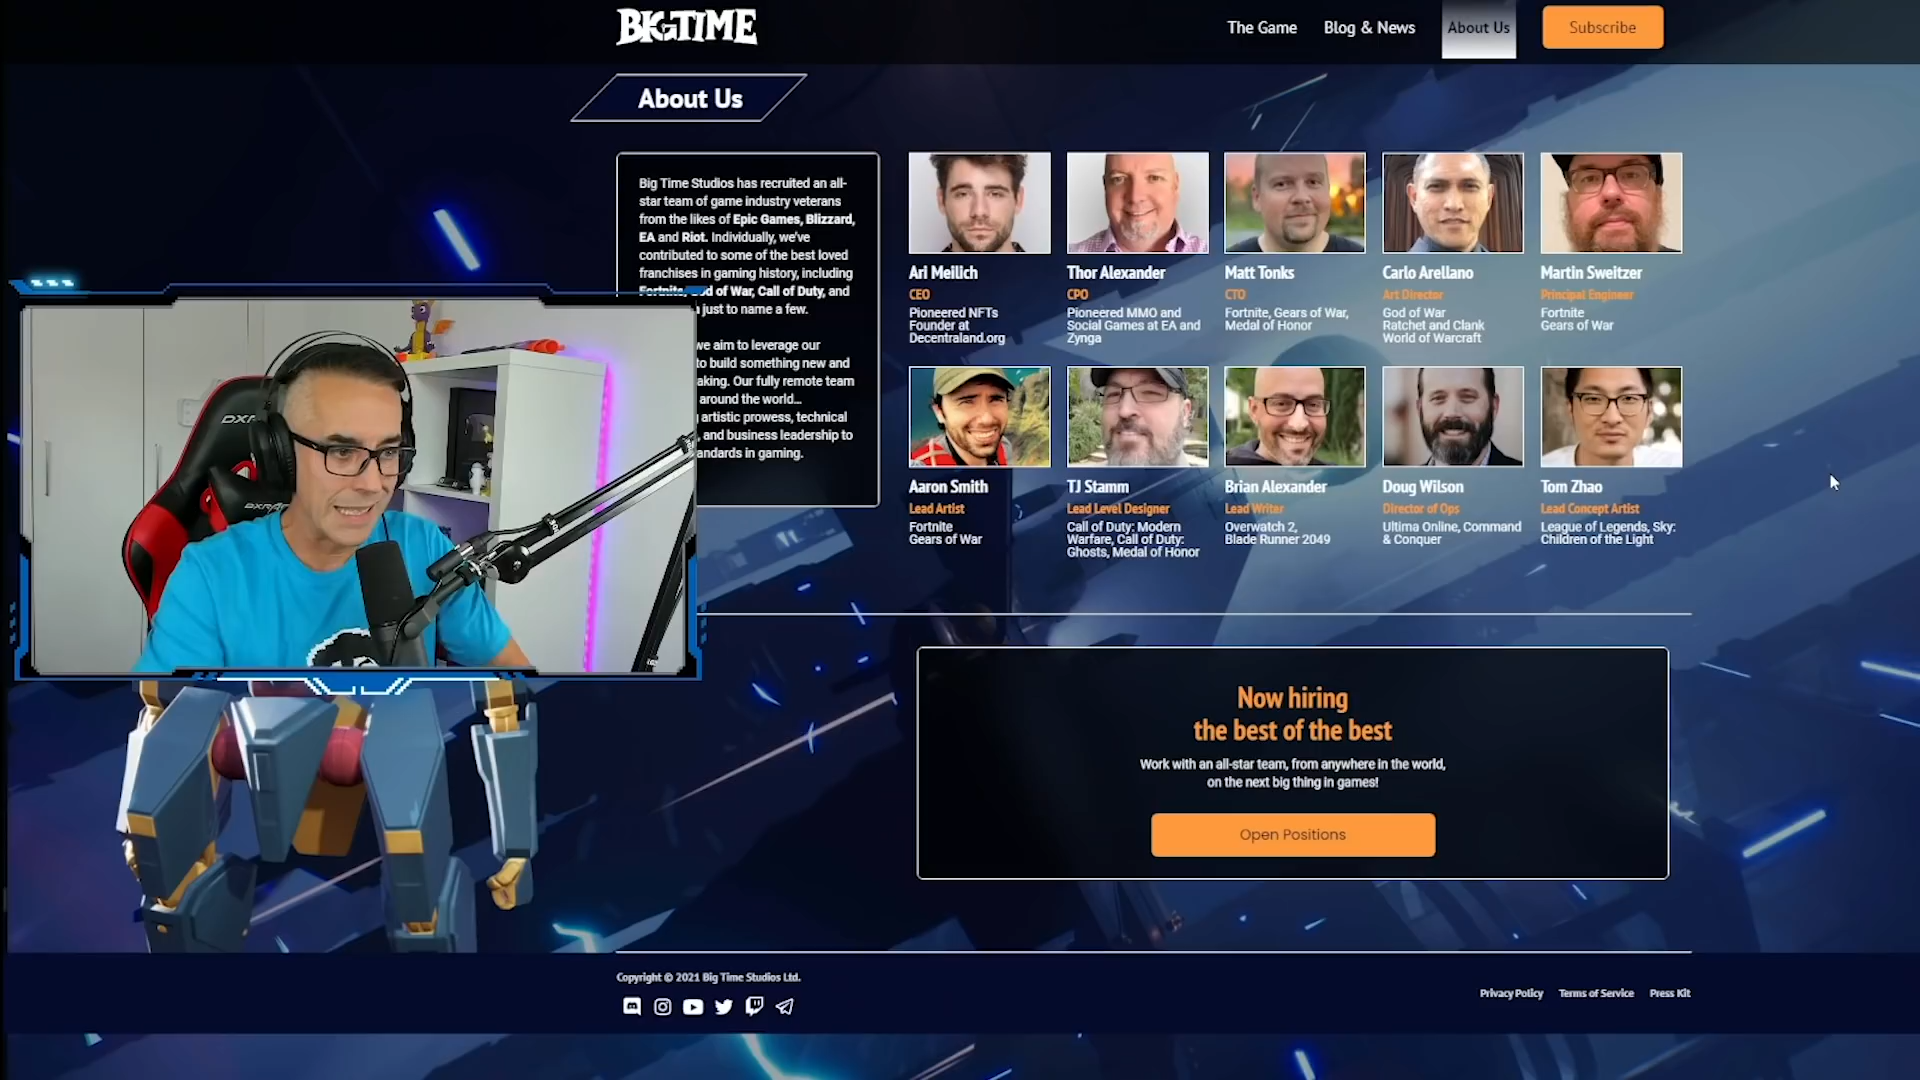 BIGTIME
The Game
Blog & News
About Us
Subscribe
About Us
Big Time Studios has recruited an all-
star team of game industry veterans
from the likes of Epic Games, Blizzard,
EA and Riot. Individually, we've
contributed to some of the best loved
franchises in gaming history, including
Fortnite, God of War, Call of Duty, and
just to name a few.
we aim to leverage our
to build something new and
Our fully remote team
around the world...
artistic prowess, technical
and business leadership to
in gaming.
Ari Meilich
CEO
Pioneered NFTs
Founder at
Decentraland.org
Thor Alexander
CPO
Pioneered MMO and
Social Games at EA and
Zynga
Matt Tonks
CTO
Fortnite, Gears of War,
Medal of Honor
Carlo Arellano
Art Director
God of War
Ratchet and Clank
World of Warcraft
Martin Sweitzer
Principal Engineer
Fortnite
Gears of War
Aaron Smith
Lead Artist
Fortnite
Gears of War
TJ Stamm
Lead Level Designer
Call of Duty: Modern
Warfare, Call of Duty:
Ghosts, Medal of Honor
Brian Alexander
Lead Writer
Overwatch 2,
Blade Runner 2049
Doug Wilson
Director of Ops
Ultima Online, Command
& Conquer
Tom Zhao
Lead Concept Artist
League of Legends, Sky:
Children of the Light
Now hiring
the best of the best
Work with an all-star team, from anywhere in the world,
on the next big thing in games!
Open Positions
Copyright © 2021 Big Time Studios Ltd.
Privacy Policy
Terms of Service
Press Kit